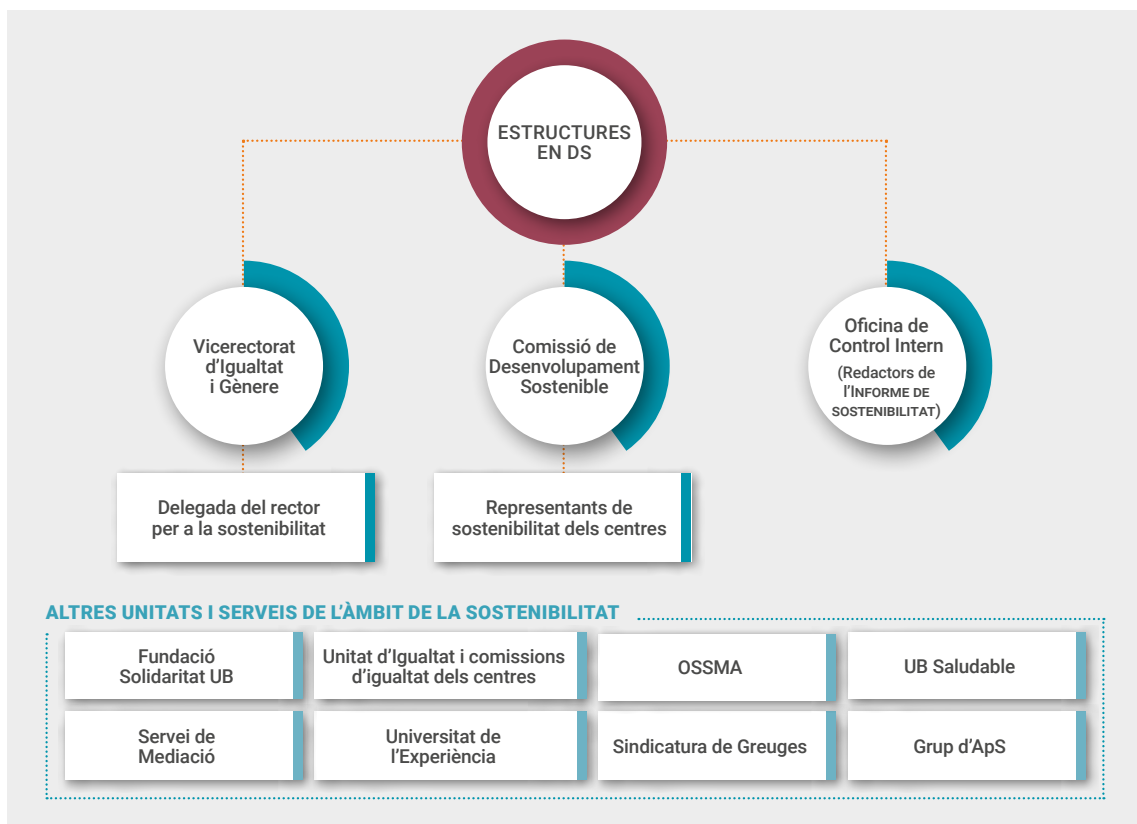 ESTRUCTURES
EN DS
Vicerectorat
d’Igualtat
i Gènere
Comissió de
Desenvolupament
Sostenible
Oficina de
Control Intern
(Redactors de
l’INFORME DE
SOSTENIBILITAT)
Delegada del rector
per a la sostenibilitat
Representants de
sostenibilitat dels centres
ALTRES UNITATS I SERVEIS DE L’ÀMBIT DE LA SOSTENIBILITAT
Fundació
Solidaritat UB
Unitat d’Igualtat i comissions
d’igualtat dels centres
OSSMA
UB Saludable
Servei de
Mediació
Universitat de
l’Experiència
Sindicatura de Greuges
Grup d’ApS